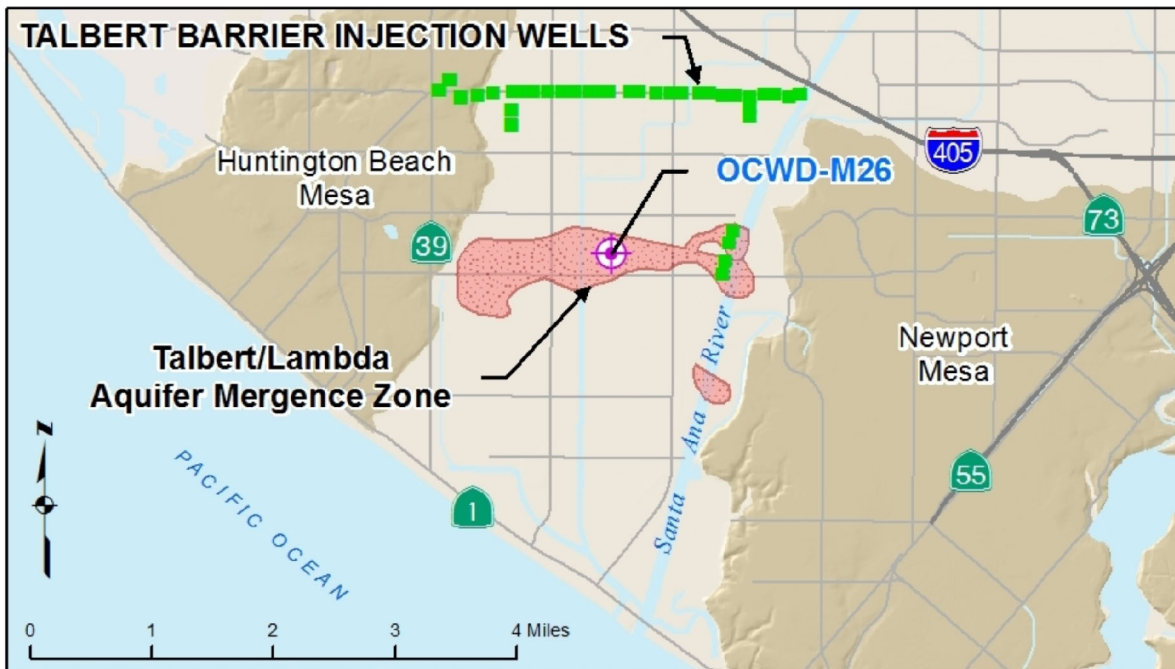 TALBERT BARRIER INJECTION WELLS
405
Huntington Beach
Mesa
OCWD-M26
73
39
Santa Ana River
Newport
Mesa
Talbert/Lambda
Aquifer Mergence Zone
N
PACIFIC OCEAN
55
1
0 1 2 3 4 Miles